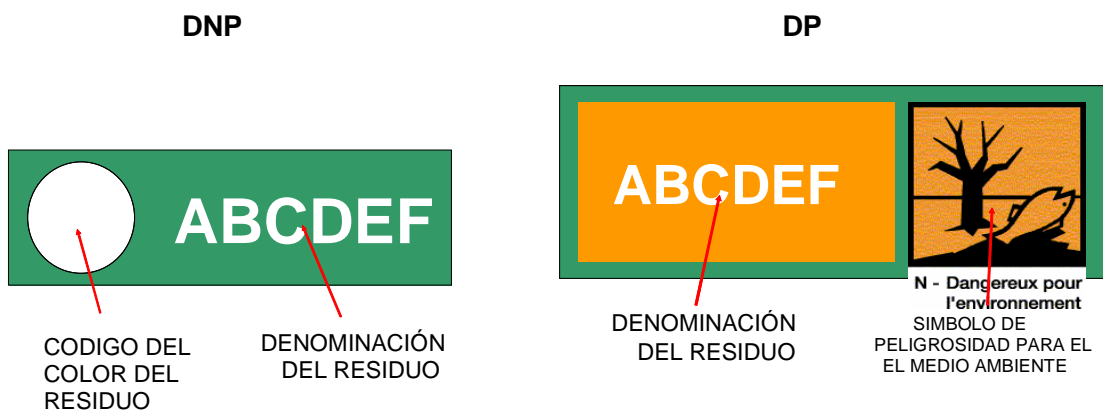 DNP
DP
ABCDEF
CODIGO DEL
COLOR DEL
RESIDUO
DENOMINACIÓN
DEL RESIDUO
ABCDEF
N - Dangereux pour
l'environnement
DENOMINACIÓN
DEL RESIDUO
SIMBOLO DE
PELIGROSIDAD PARA EL
EL MEDIO AMBIENTE